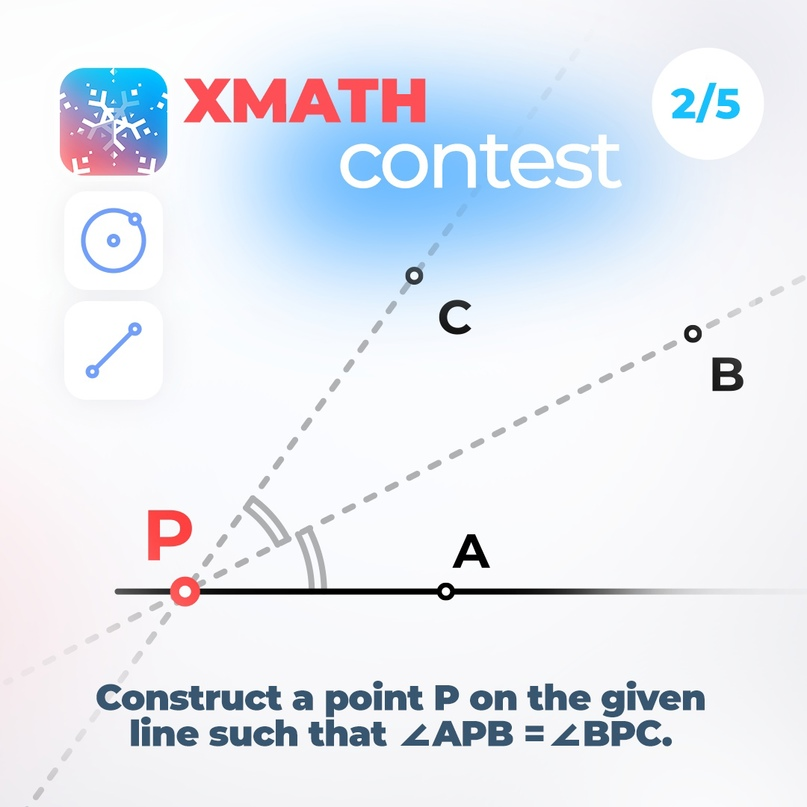 XMATH
contest
2/5
C
B
P
A
Construct a point P on the given
line such that ∠APB = ∠BPC.